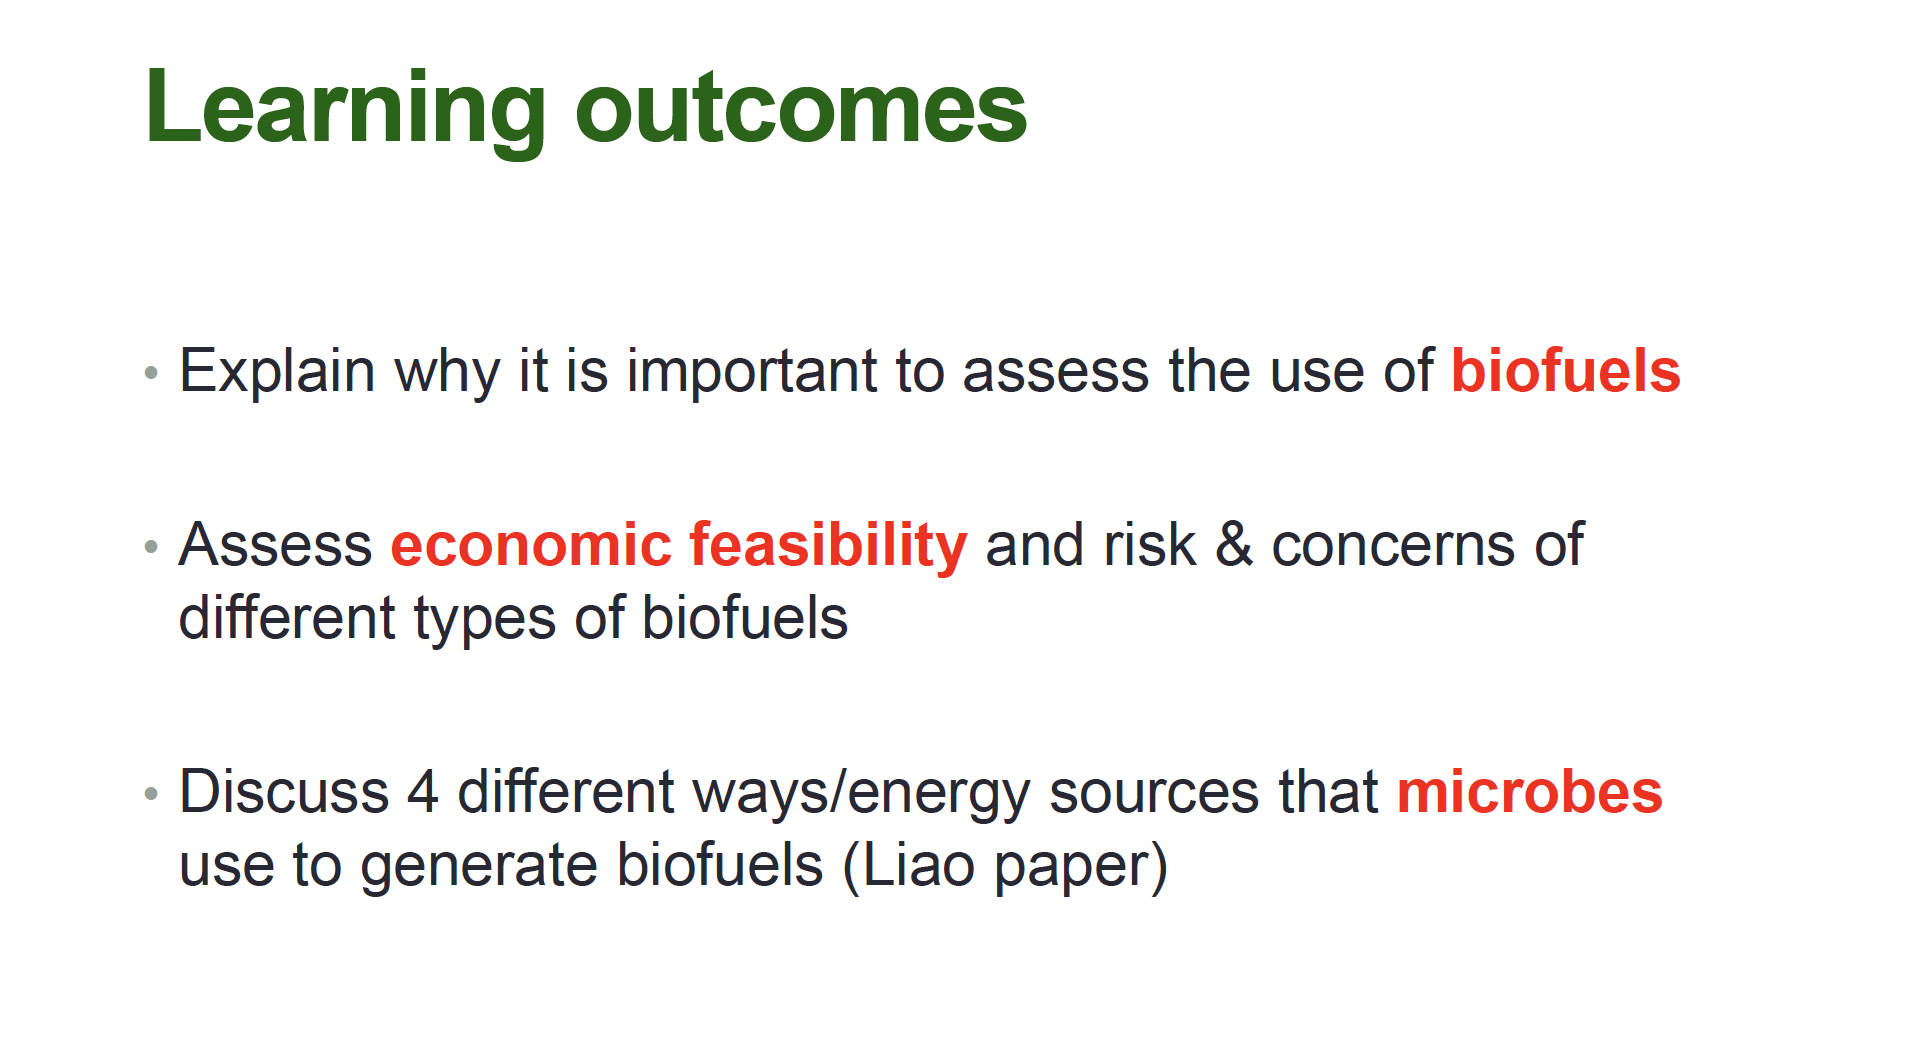 Learning outcomes
• Explain why it is important to assess the use of biofuels
• Assess economic feasibility and risk & concerns of
different types of biofuels
• Discuss 4 different ways/energy sources that microbes
use to generate biofuels (Liao paper)